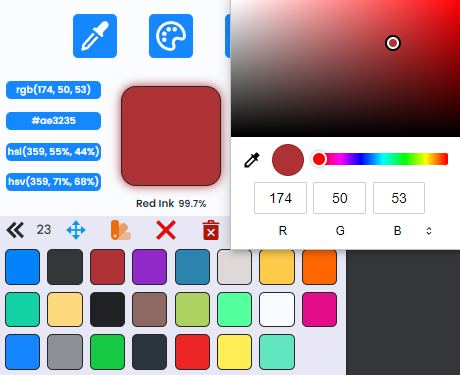 rgb(174, 50, 53)
#ae3235
hsl(359, 55%, 44%)
hsv(359, 71%, 68%)
Red Ink 99.7%
174 50 53
R G B
23